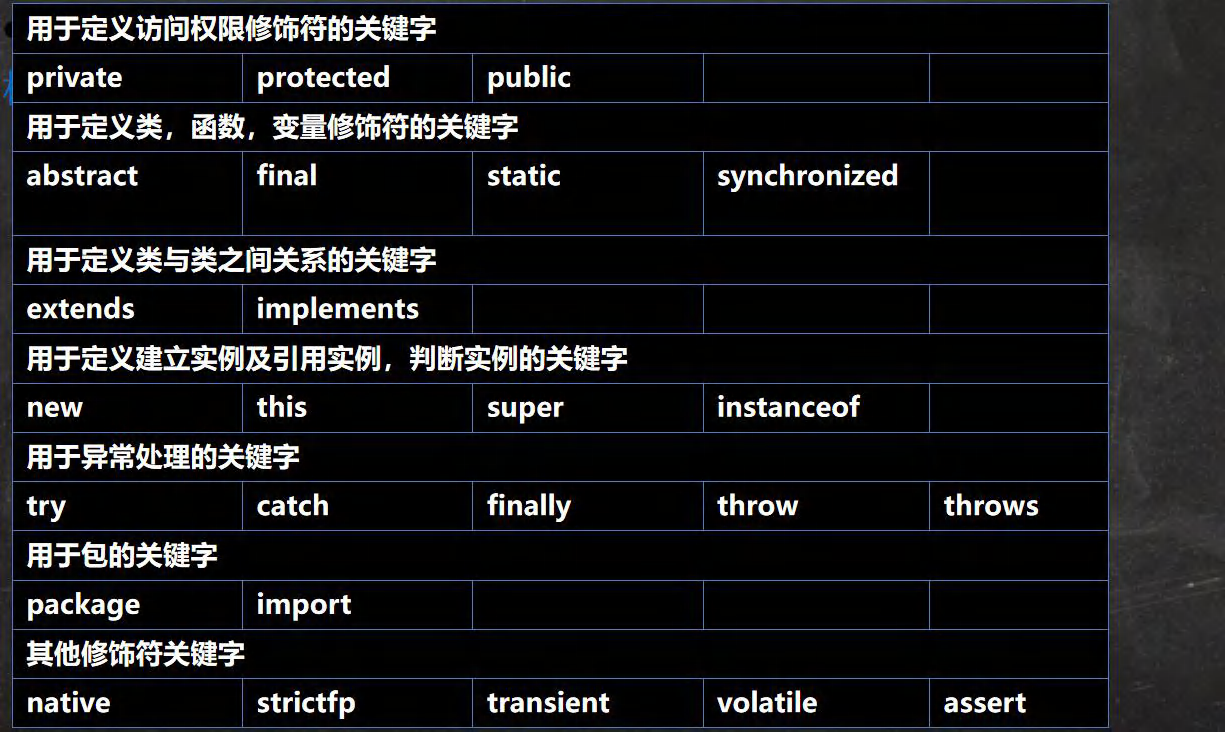 用于定义访问权限修饰符的关键字
private protected public
用于定义类，函数，变量修饰符的关键字
abstract final static synchronized
用于定义类与类之间关系的关键字
extends implements
用于定义建立实例及引用实例，判断实例的关键字
new this super instanceof
用于异常处理的关键字
try catch finally throw throws
用于包的关键字
package import
其他修饰符关键字
native strictfp transient volatile assert